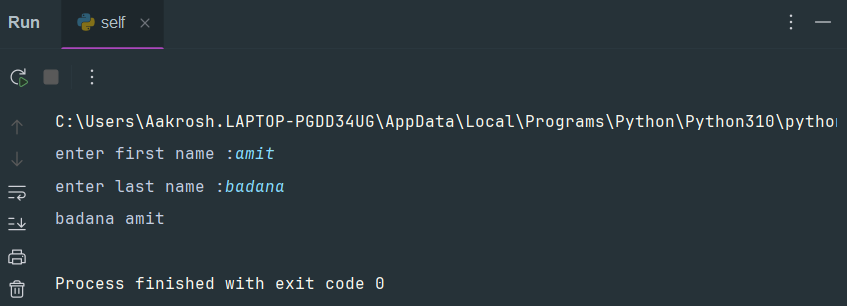 Run self
C:\Users\Aakrosh.LAPTOP-PGDD34UG\AppData\Local\Programs\Python\Python310\python
enter first name :amit
enter last name :badana
badana amit
Process finished with exit code 0